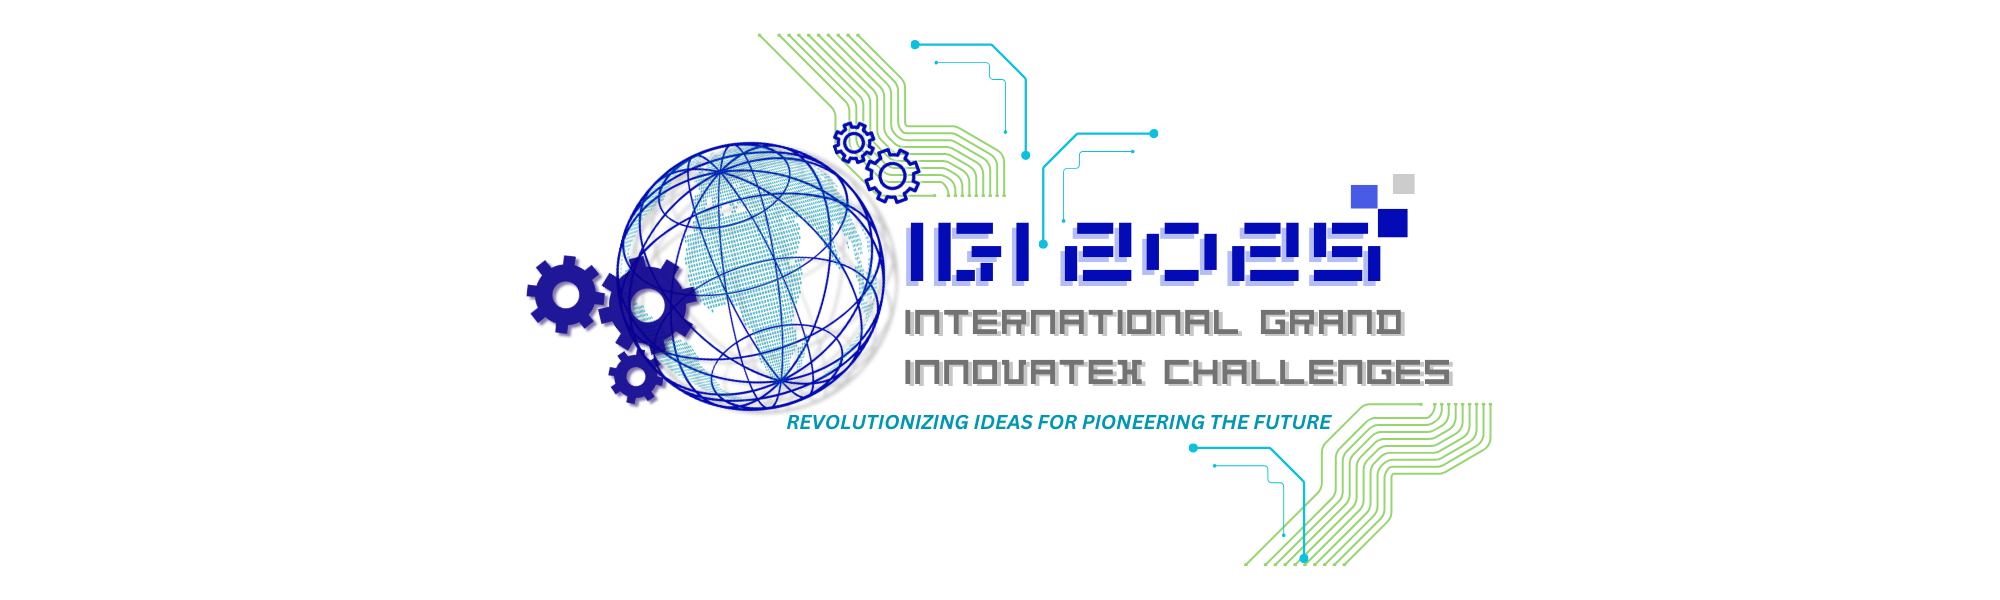 IGI 2025
INTERNATIONAL GRAND
INNOVATEX CHALLENGES
REVOLUTIONIZING IDEAS FOR PIONEERING THE FUTURE